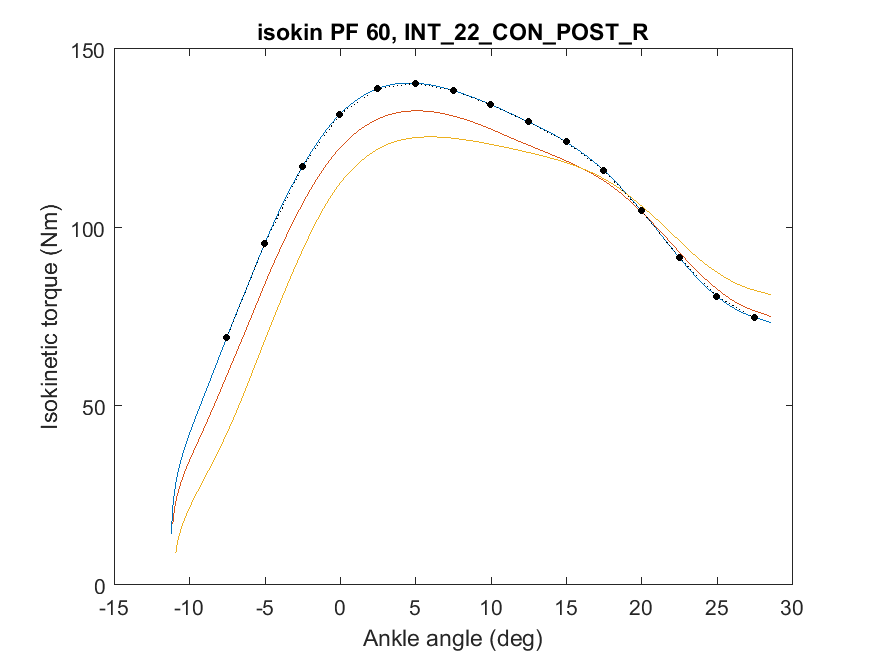 isokin PF 60, INT_22_CON_POST_R
150
100
50
0
Isokinetic torque (Nm)
-15 -10 -5 0 5 10 15 20 25 30
Ankle angle (deg)